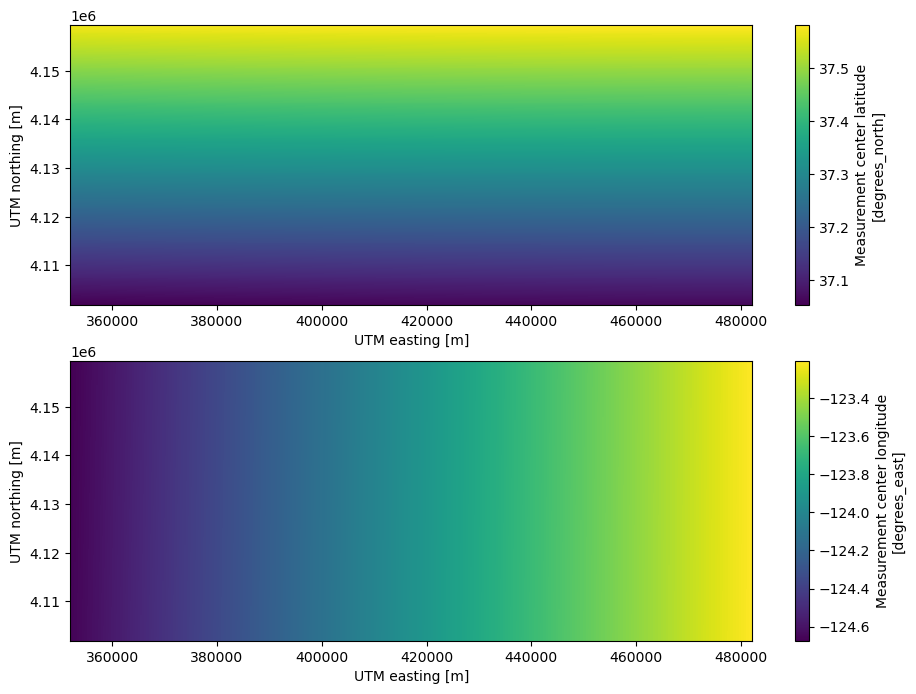 1e6
4.15
4.14
4.13
4.12
4.11
UTM northing [m]
360000 380000 400000 420000 440000 460000 480000
UTM easting [m]
37.5
37.4
37.3
37.2
37.1
Measurement center latitude
[degrees_north]
1e6
4.15
4.14
4.13
4.12
4.11
UTM northing [m]
360000 380000 400000 420000 440000 460000 480000
UTM easting [m]
−123.4
−123.6
−123.8
−124.0
−124.2
−124.4
−124.6
Measurement center longitude
[degrees_east]